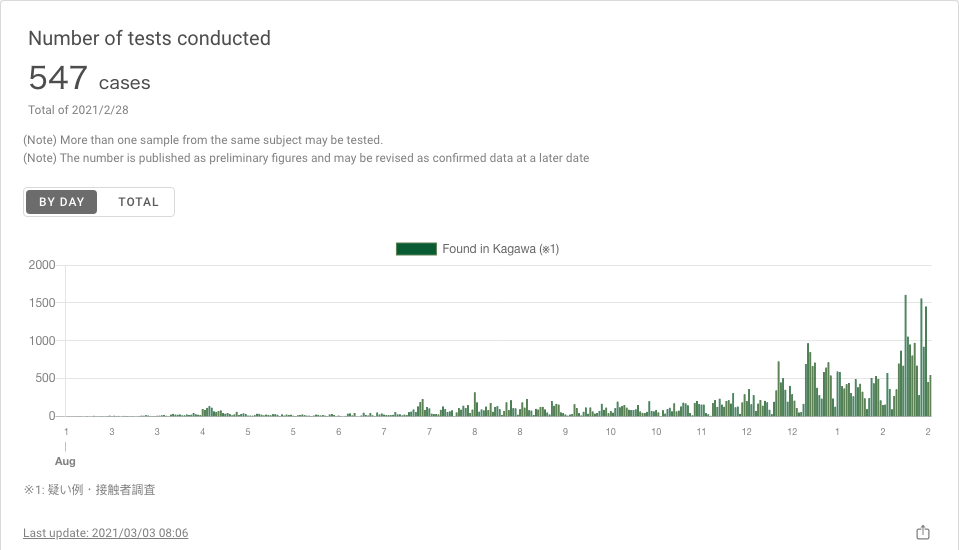 Number of tests conducted
547 cases
Total of 2021/2/28
(Note) More than one sample from the same subject may be tested.
(Note) The number is published as preliminary figures and may be revised as confirmed data at a later date
BY DAY TOTAL
Found in Kagawa (※1)
2000
1500
1000
500
0
1 3 3 4 5 5 6 7 7 8 8 9 10 10 11 12 12 1 2 2
Aug
※1: 疑い例・接触者調査
Last update: 2021/03/03 08:06